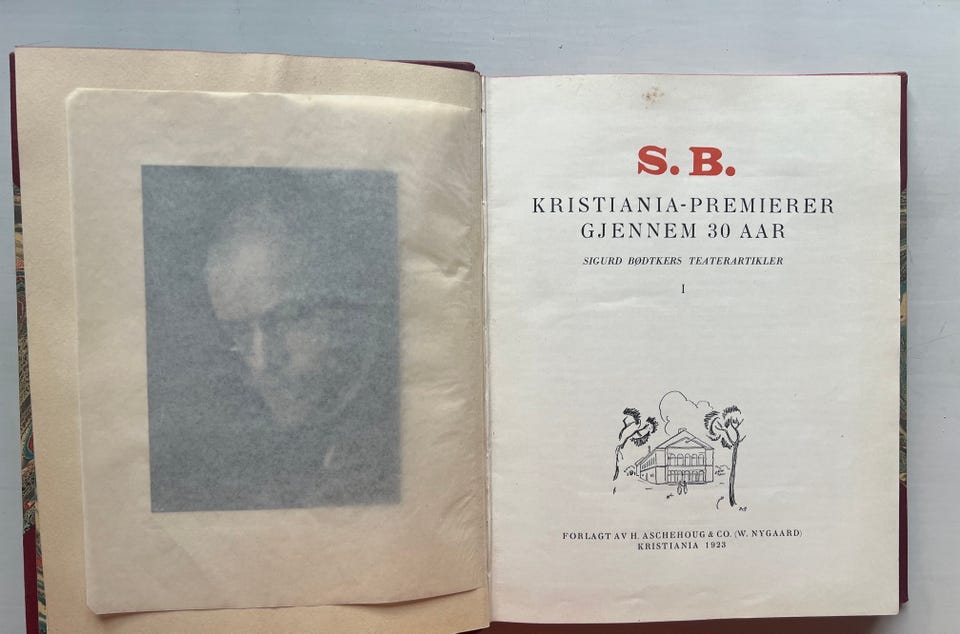 S. B.
KRISTIANIA-PREMIERER
GJENNEM 30 AAR
SIGURD BØDTKERS TEATERARTIKLER
I
FORLAGT AV H. ASCHEHOUG & CO. (W. NYGAARD)
KRISTIANIA 1923